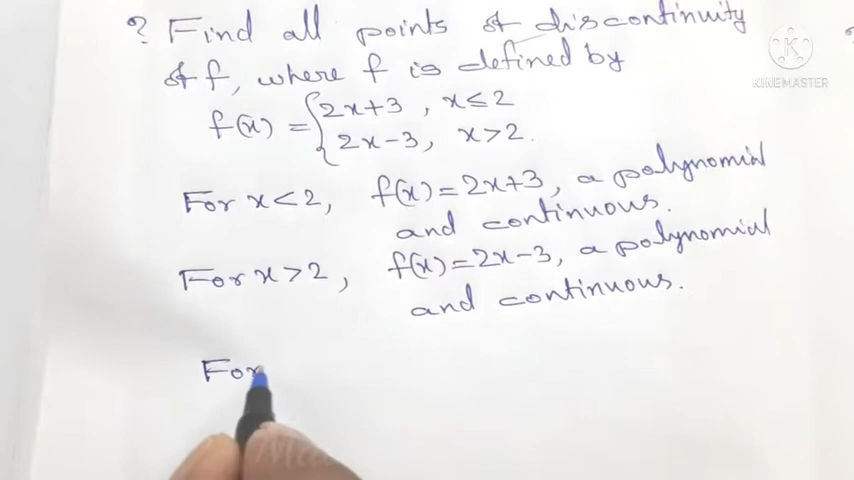 ? Find all points of discontinuity
of f, where f is defined by
f(x) = { 2x+3 , x ≤ 2
2x-3, x > 2.
For x < 2, f(x) = 2x+3, a polynomial
and continuous.
For x > 2, f(x) = 2x-3, a polynomial
and continuous.
For
K
KINEMASTER